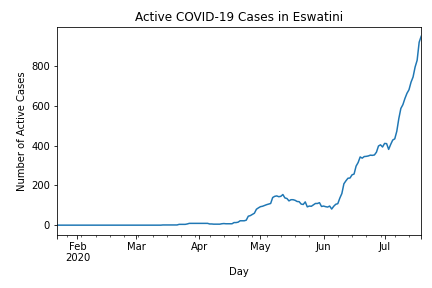 Active COVID-19 Cases in Eswatini
Number of Active Cases
800
600
400
200
0
Feb Mar Apr May Jun Jul
2020
Day